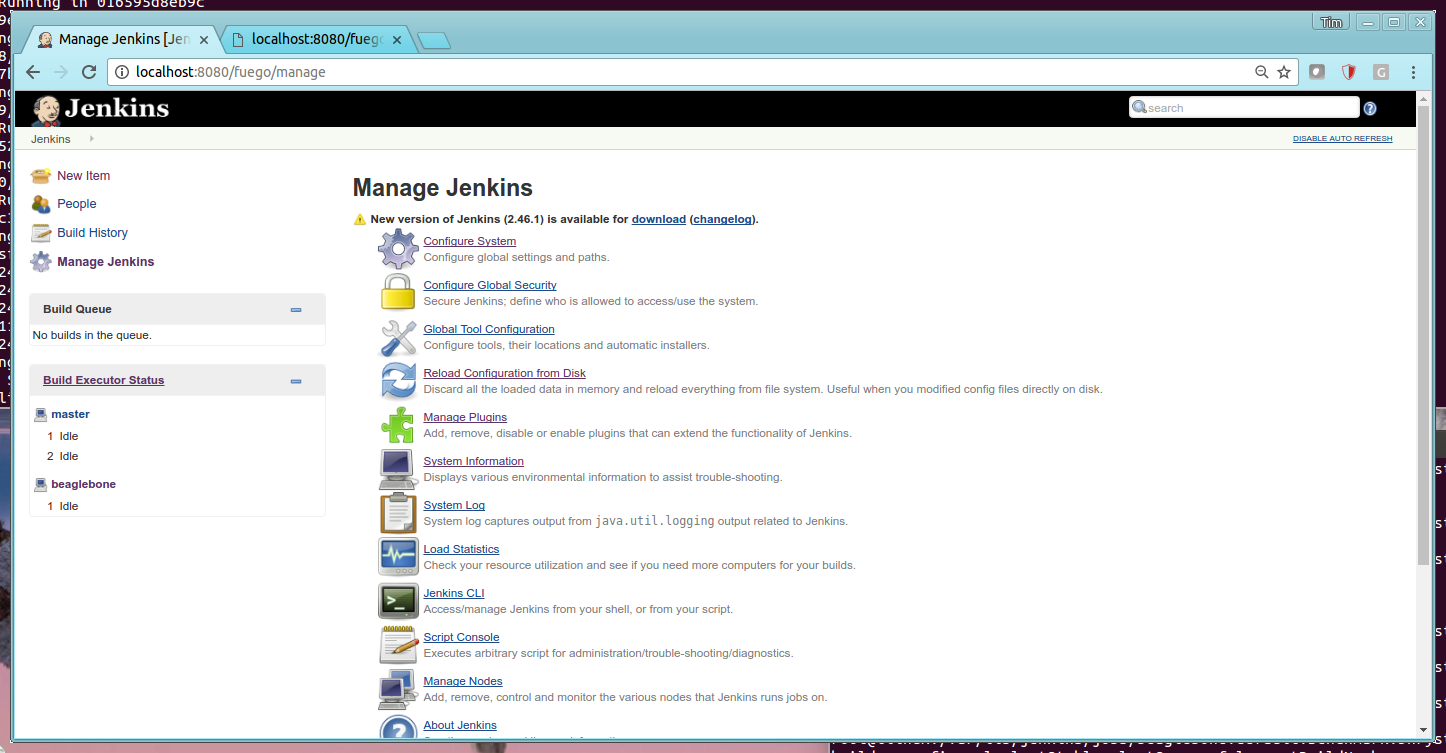 Running in 016595d8eb9c
Tim
Manage Jenkins [Jen
localhost:8080/fuego
localhost:8080/fuego/manage
Jenkins
search
Jenkins
DISABLE AUTO REFRESH
New Item
People
Build History
Manage Jenkins
Build Queue
No builds in the queue.
Build Executor Status
master
1 Idle
2 Idle
beaglebone
1 Idle
Manage Jenkins
New version of Jenkins (2.46.1) is available for download (changelog).
Configure System
Configure global settings and paths.
Configure Global Security
Secure Jenkins; define who is allowed to access/use the system.
Global Tool Configuration
Configure tools, their locations and automatic installers.
Reload Configuration from Disk
Discard all the loaded data in memory and reload everything from file system. Useful when you modified config files directly on disk.
Manage Plugins
Add, remove, disable or enable plugins that can extend the functionality of Jenkins.
System Information
Displays various environmental information to assist trouble-shooting.
System Log
System log captures output from java.util.logging output related to Jenkins.
Load Statistics
Check your resource utilization and see if you need more computers for your builds.
Jenkins CLI
Access/manage Jenkins from your shell, or from your script.
Script Console
Executes arbitrary script for administration/trouble-shooting/diagnostics.
Manage Nodes
Add, remove, control and monitor the various nodes that Jenkins runs jobs on.
About Jenkins